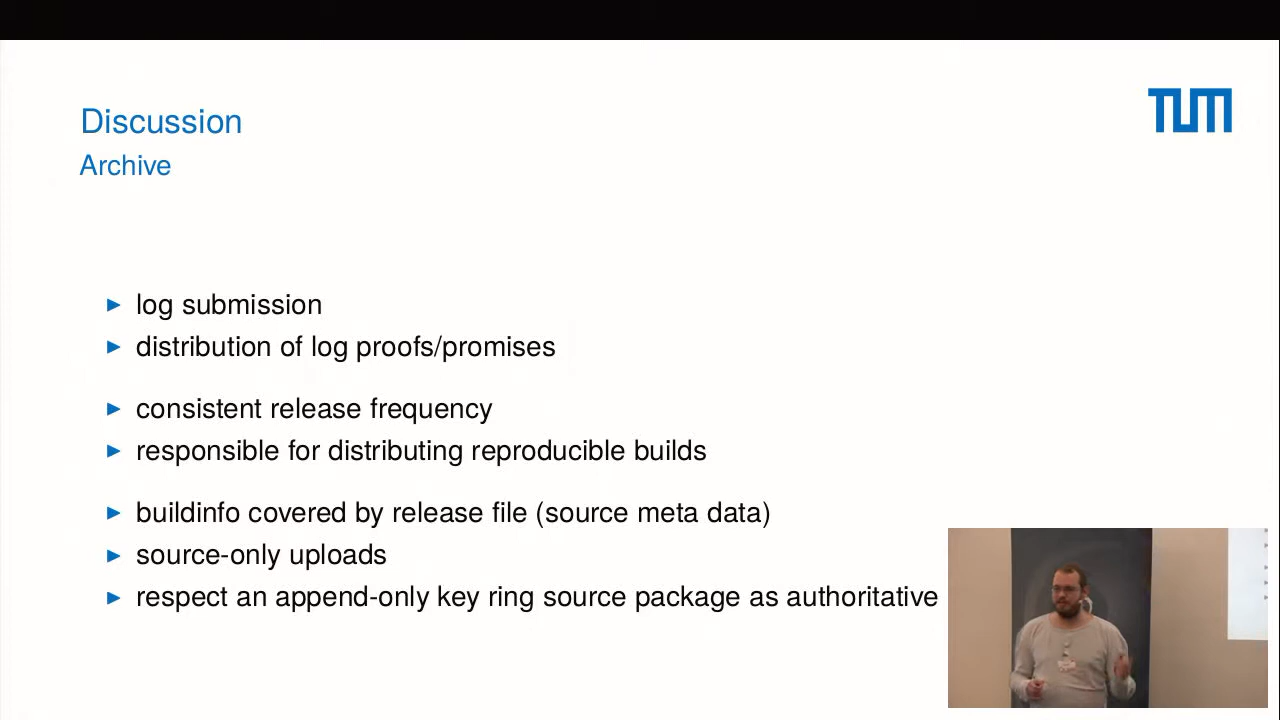 Discussion
TUM
Archive
log submission
distribution of log proofs/promises
consistent release frequency
responsible for distributing reproducible builds
buildinfo covered by release file (source meta data)
source-only uploads
respect an append-only key ring source package as authoritative